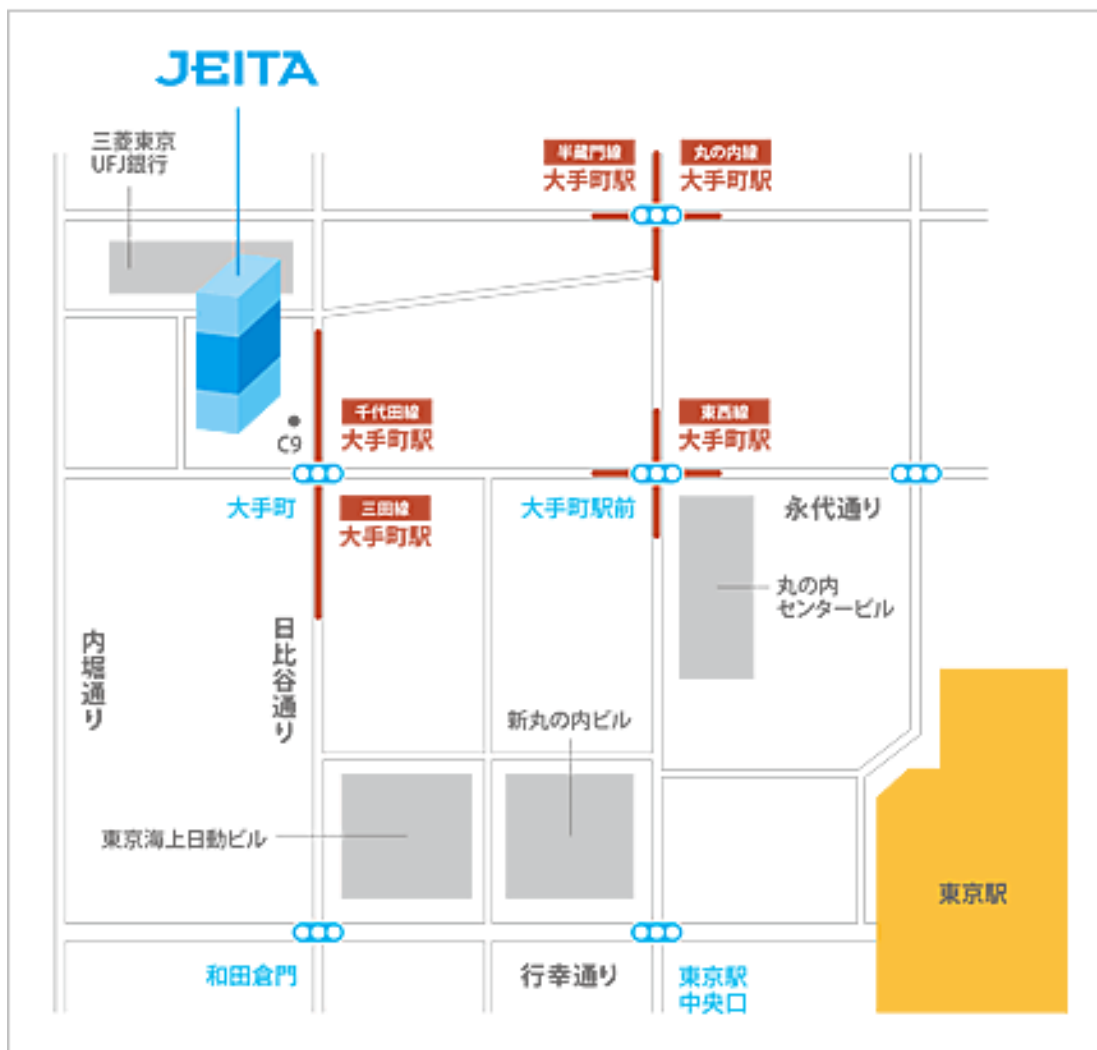 JEITA
三菱東京
UFJ銀行
半蔵門線
大手町駅
丸の内線
大手町駅
千代田線
大手町駅
東西線
大手町駅
C9
大手町
三田線
大手町駅
大手町駅前
永代通り
丸の内
センタービル
内堀通り
日比谷通り
新丸の内ビル
東京海上日動ビル
東京駅
和田倉門
行幸通り
東京駅
中央口